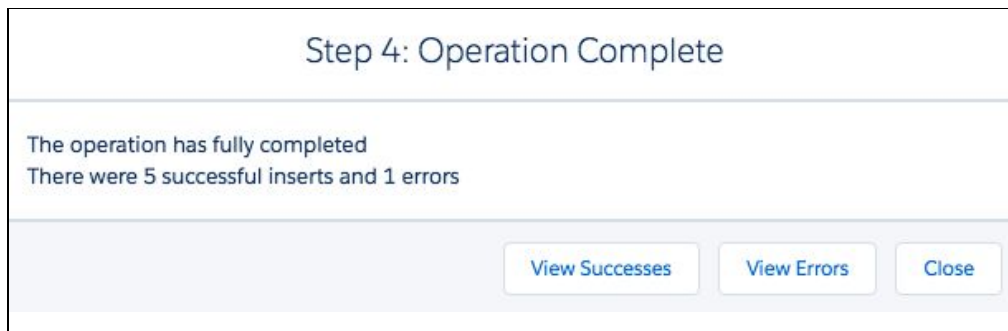 Step 4: Operation Complete
The operation has fully completed
There were 5 successful inserts and 1 errors
View Successes View Errors Close